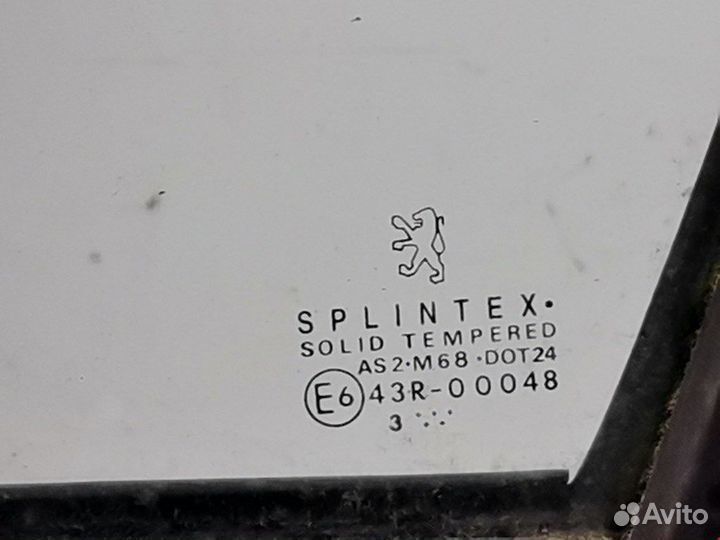 SPLINTEX.
SOLID TEMPERED
AS2·M68·DOT24
E6 43R-00048
3
Avito